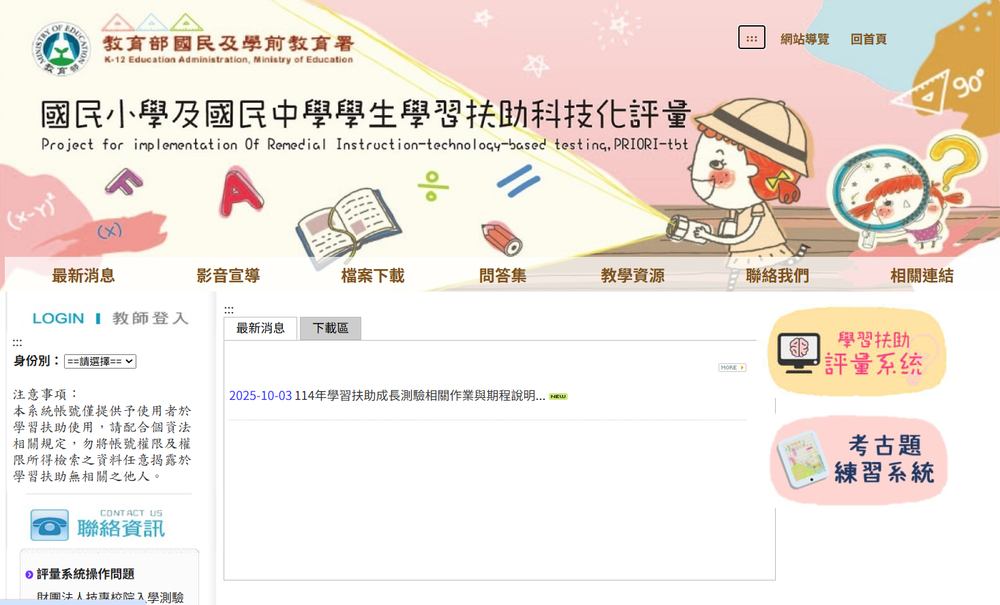 MINISTRY OF EDUCATION
教育部
教育部國民及學前教育署
K-12 Education Administration, Ministry of Education
:::
網站導覽
回首頁
國民小學及國民中學學生學習扶助科技化評量
Project for implementation Of Remedial Instruction-technology-based testing,PRIORI-tbt
90°
F
A
÷
(x-y)²
(x)
?
最新消息
影音宣導
檔案下載
問答集
教學資源
聯絡我們
相關連結
LOGIN | 教師登入
:::
身份別： ==請選擇==
注意事項：
本系統帳號僅提供予使用者於
學習扶助使用，請配合個資法
相關規定，勿將帳號權限及權
限所得檢索之資料任意揭露於
學習扶助無相關之他人。
CONTACT US
聯絡資訊
評量系統操作問題
財團法人技專校院入學測驗
:::
最新消息
下載區
MORE
2025-10-03 114年學習扶助成長測驗相關作業與期程說明... NEW
學習扶助
評量系統
考古題
練習系統